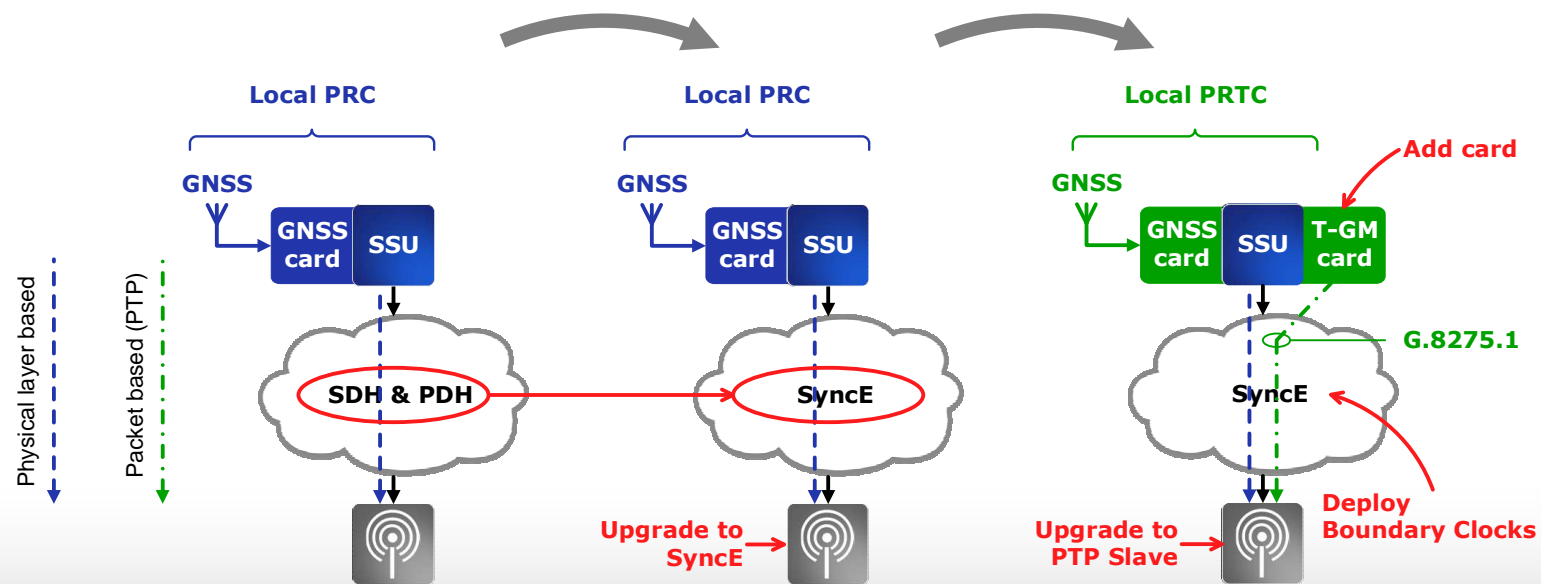 Physical layer based
Packet based (PTP)
Local PRC
GNSS
GNSS
card
SSU
SDH & PDH
Local PRC
GNSS
GNSS
card
SSU
SyncE
Upgrade to
SyncE
Local PRTC
GNSS
GNSS
card
SSU
T-GM
card
Add card
G.8275.1
SyncE
Deploy
Boundary Clocks
Upgrade to
PTP Slave